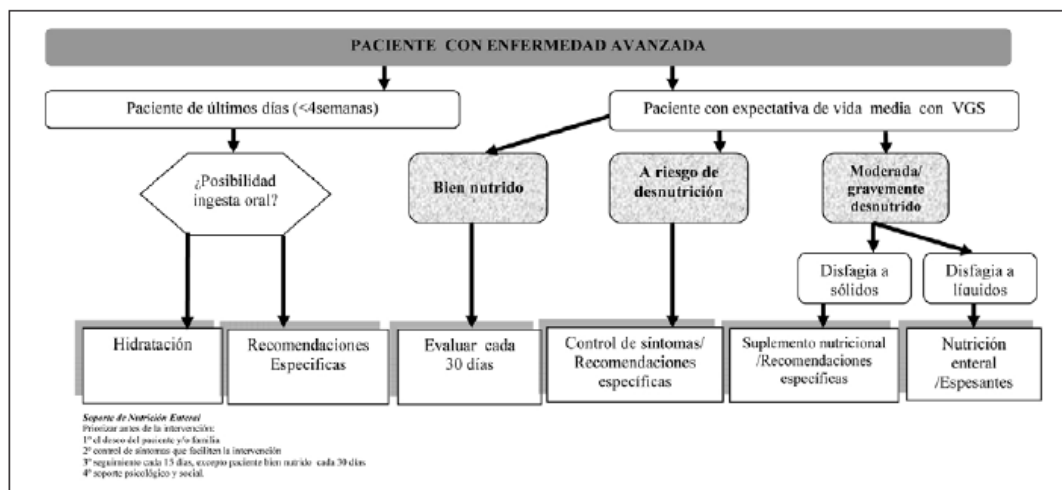 PACIENTE CON ENFERMEDAD AVANZADA
Paciente de últimos días (<4semanas)
Paciente con expectativa de vida media con VGS
¿Posibilidad
ingesta oral?
Bien nutrido
A riesgo de
desnutrición
Moderada/
gravemente
desnutrido
Disfagia a
sólidos
Disfagia a
líquidos
Hidratación
Recomendaciones
Especificas
Evaluar cada
30 días
Control de síntomas/
Recomendaciones
específicas
Suplemento nutricional
/Recomendaciones
específicas
Nutrición
enteral
/Espesantes
Soporte de Nutrición Enteral
Priorizar antes de la intervención:
1º el deseo del paciente y/o familia
2º control de síntomas que faciliten la intervención
3º seguimiento cada 15 días, excepto paciente bien nutrido cada 30 días
4º soporte psicológico y social.